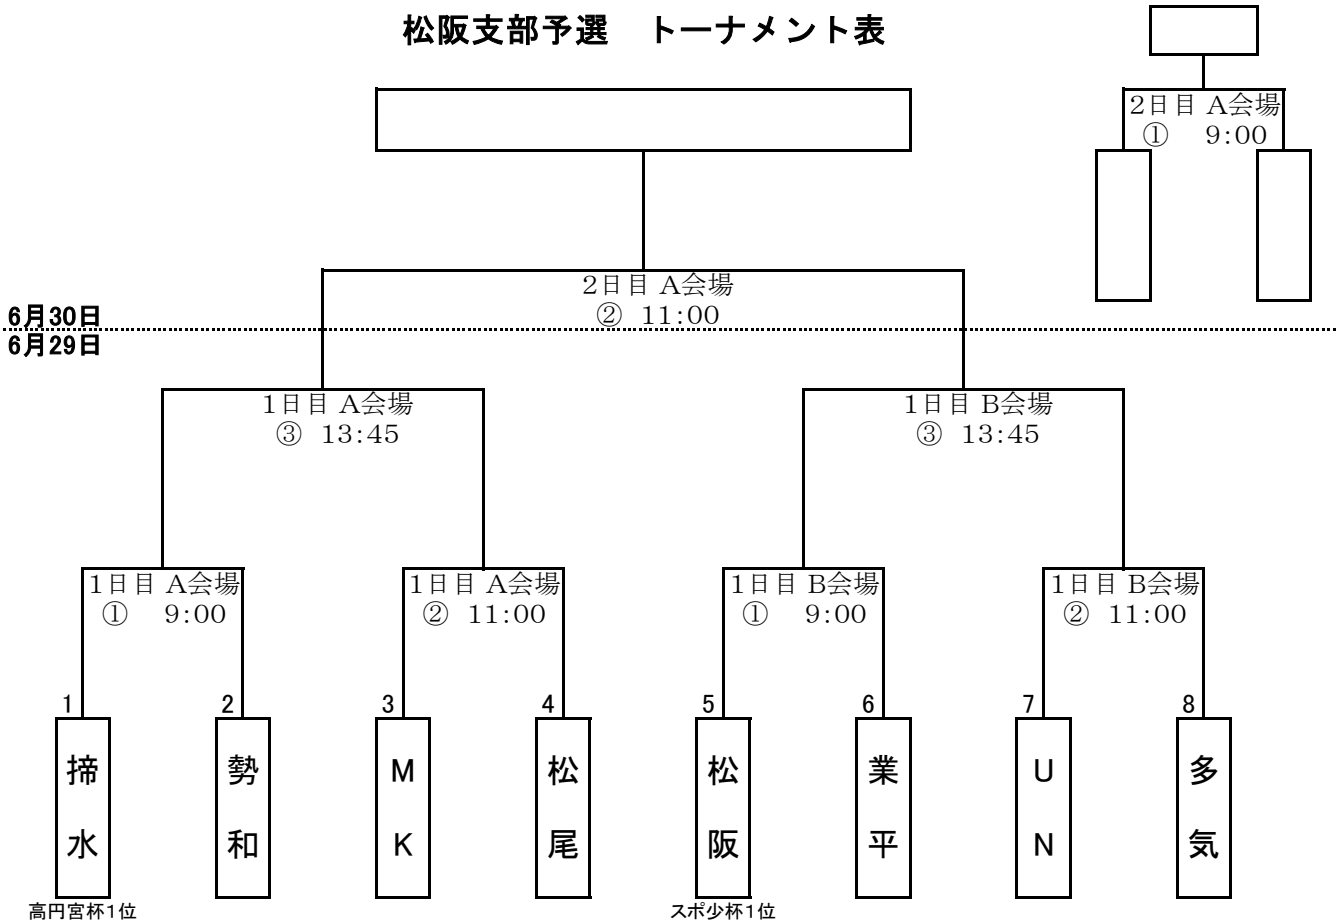 松阪支部予選　トーナメント表
2日目 A会場
①　9:00
2日目 A会場
② 11:00
6月30日
6月29日
1日目 A会場
③ 13:45
1日目 B会場
③ 13:45
1日目 A会場
①　9:00
1日目 A会場
② 11:00
1日目 B会場
①　9:00
1日目 B会場
② 11:00
1
2
3
4
5
6
7
8
揥水
勢和
MK
松尾
松阪
業平
UN
多気
高円宮杯1位
スポ少杯1位